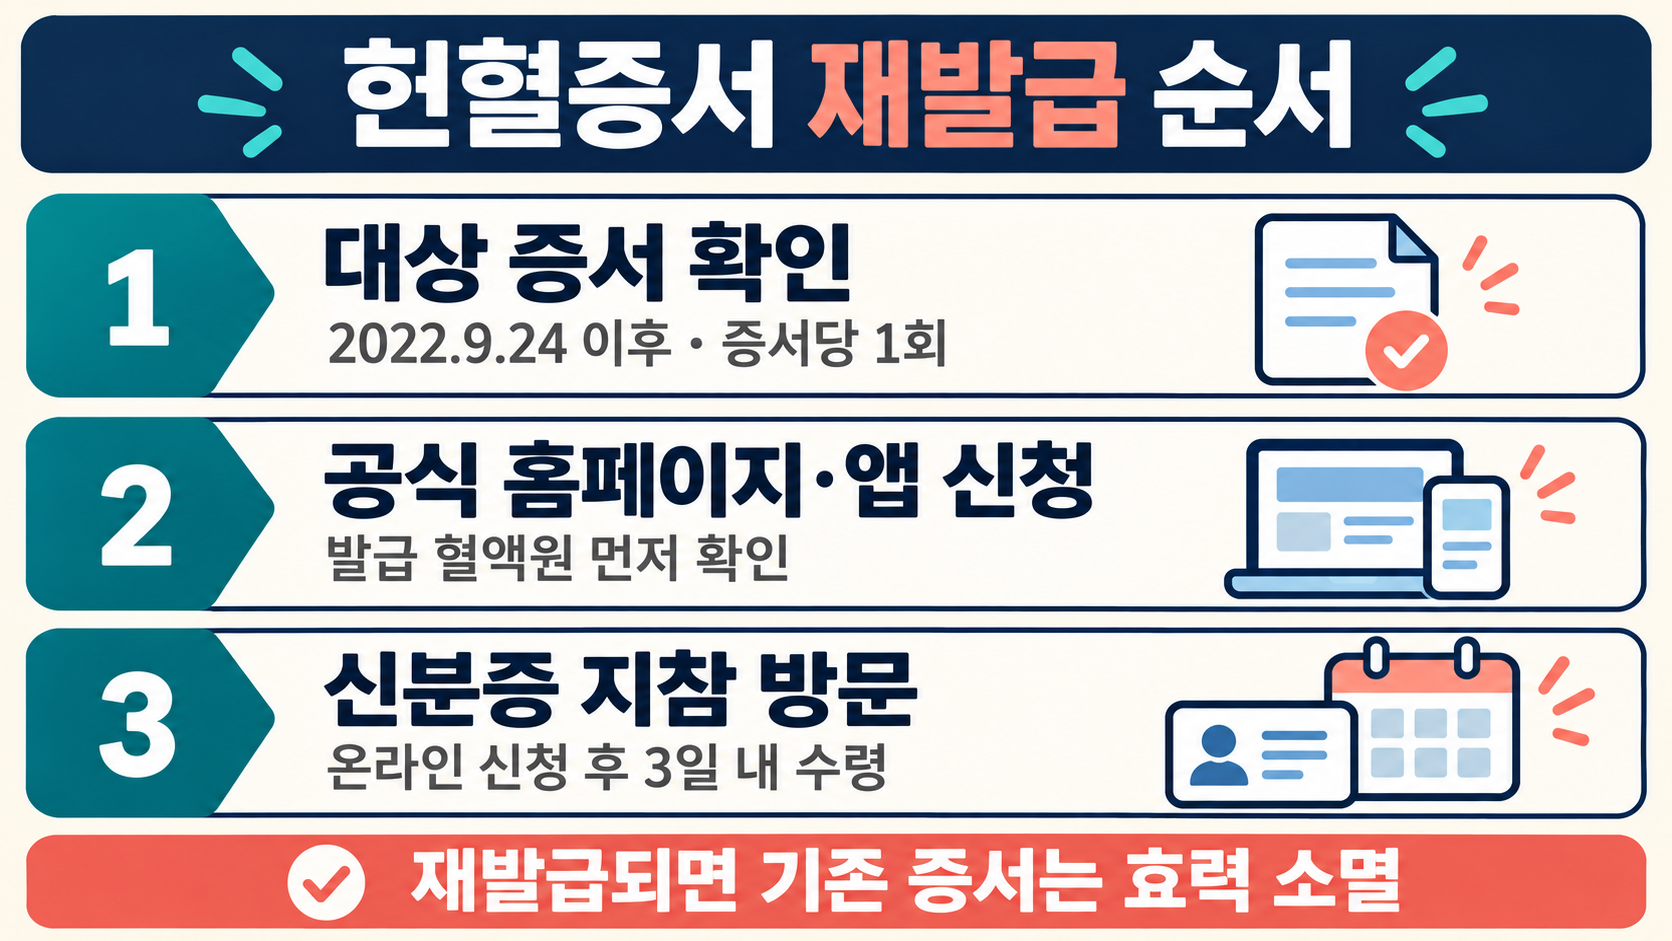 헌혈증서 재발급 순서
1
대상 증서 확인
2022.9.24 이후 · 증서당 1회
2
공식 홈페이지·앱 신청
발급 혈액원 먼저 확인
3
신분증 지참 방문
온라인 신청 후 3일 내 수령
재발급되면 기존 증서는 효력 소멸